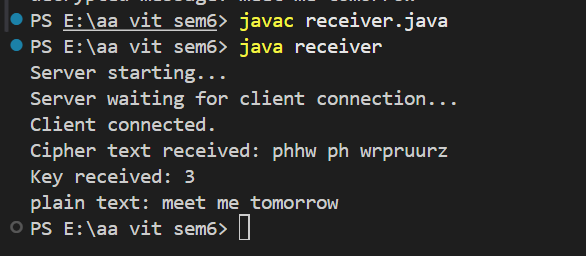 PS E:\aa vit sem6> javac receiver.java
PS E:\aa vit sem6> java receiver
Server starting...
Server waiting for client connection...
Client connected.
Cipher text received: phhw ph wrpruurz
Key received: 3
plain text: meet me tomorrow
PS E:\aa vit sem6>